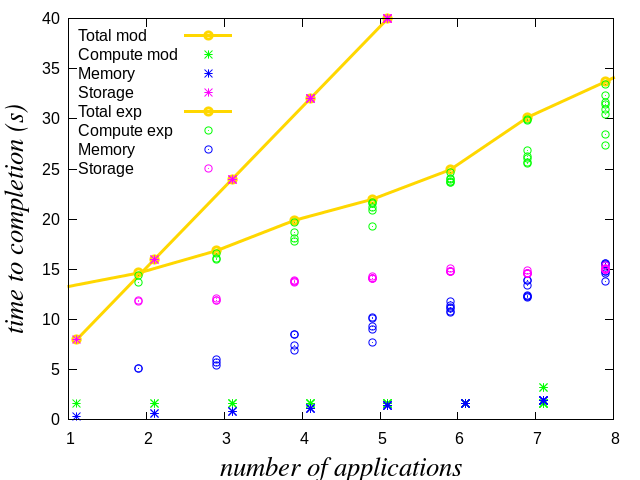 40
35
30
25
20
15
10
5
0
time to completion (s)
Total mod
Compute mod
Memory
Storage
Total exp
Compute exp
Memory
Storage
1 2 3 4 5 6 7 8
number of applications